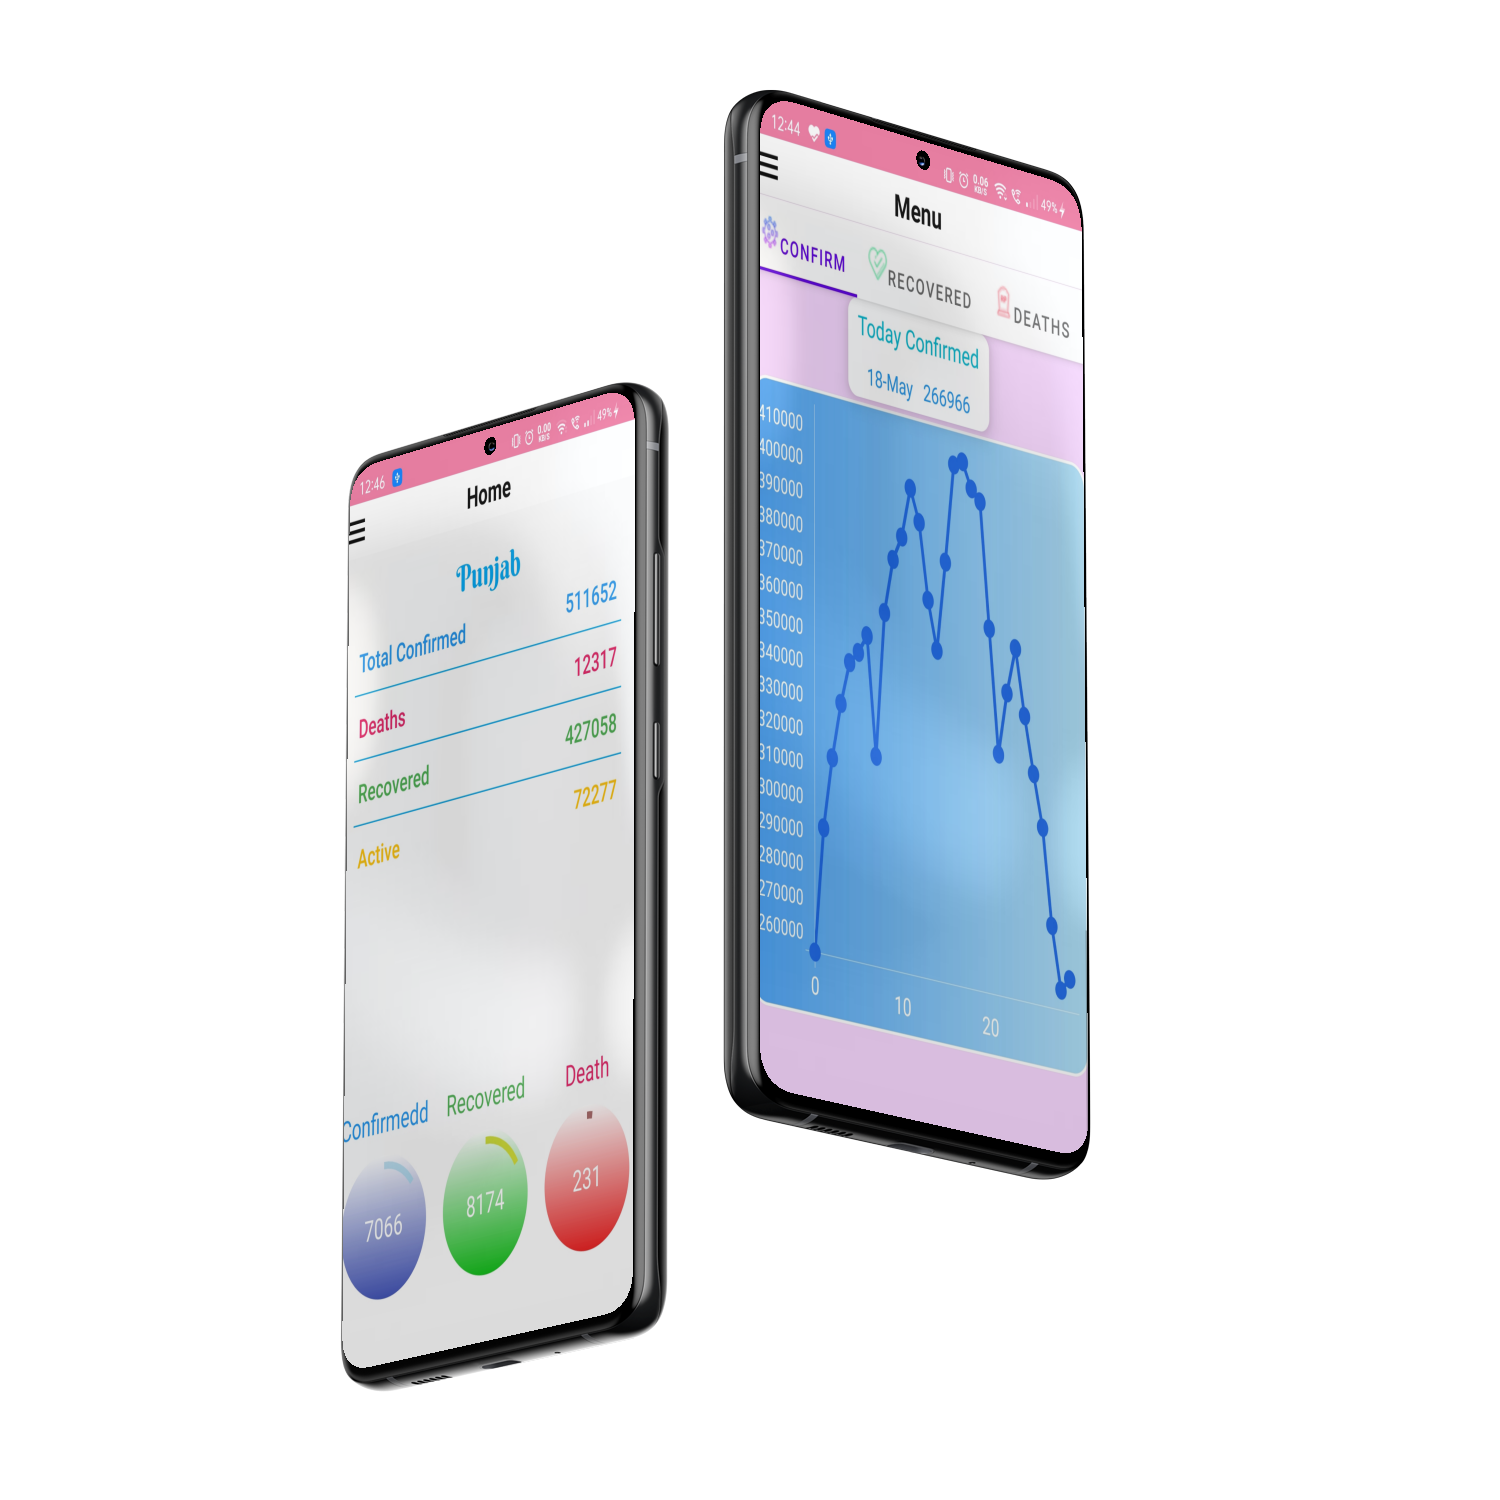 12:46 0.00 KB/S 49%
Home
Punjab
Total Confirmed 511652
Deaths 12317
Recovered 427058
Active 72277
Confirmedd Recovered Death
7066 8174 231
12:44 0.06 KB/S 49%
Menu
CONFIRM RECOVERED DEATHS
Today Confirmed
18-May 266966
410000
400000
390000
380000
370000
360000
350000
340000
330000
320000
310000
300000
290000
280000
270000
260000
0 10 20